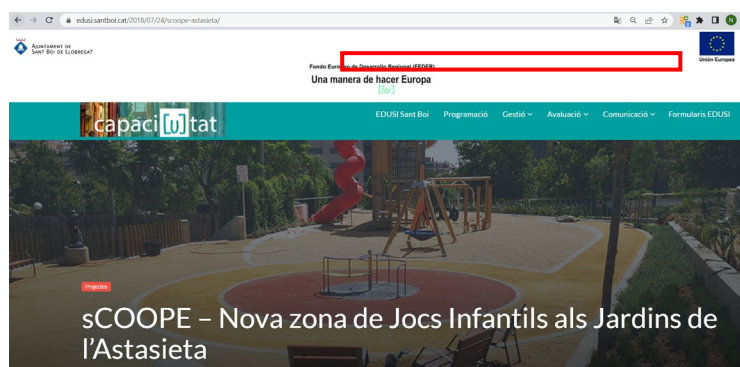 edusi.santboi.cat/2018/07/24/scoope-astasieta/
N
AJUNTAMENT DE
SANT BOI DE LLOBREGAT
Unión Europea
Fondo Europeo de Desarrollo Regional (FEDER)
Una manera de hacer Europa
capaci[ü]tat
EDUSI Sant Boi Programació Gestió Avaluació Comunicació Formularis EDUSI
Projectes
sCOOPE – Nova zona de Jocs Infantils als Jardins de
l'Astasieta